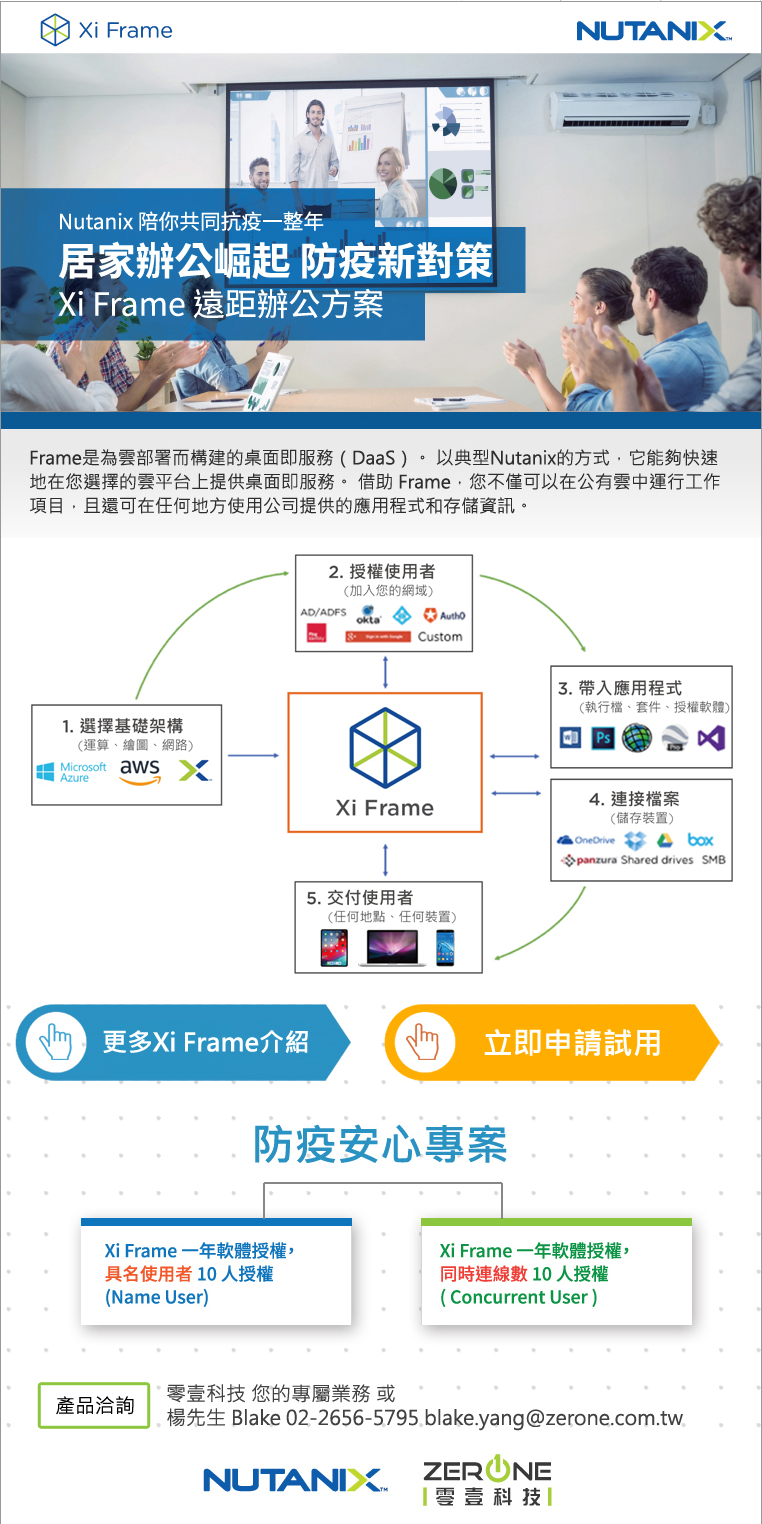 Xi Frame
NUTANIX™
Nutanix 陪你共同抗疫一整年
居家辦公崛起 防疫新對策
Xi Frame 遠距辦公方案
Frame是為雲部署而構建的桌面即服務（DaaS）。 以典型Nutanix的方式，它能夠快速
地在您選擇的雲平台上提供桌面即服務。 借助 Frame，您不僅可以在公有雲中運行工作
項目，且還可在任何地方使用公司提供的應用程式和存儲資訊。
2. 授權使用者
(加入您的網域)
AD/ADFS okta Auth0
Ping Identity Sign in with Google Custom
1. 選擇基礎架構
(運算、繪圖、網路)
Microsoft Azure aws
Xi Frame
3. 帶入應用程式
(執行檔、套件、授權軟體)
Ps
4. 連接檔案
(儲存裝置)
OneDrive box
panzura Shared drives SMB
5. 交付使用者
(任何地點、任何裝置)
更多Xi Frame介紹
立即申請試用
防疫安心專案
Xi Frame 一年軟體授權，
具名使用者 10 人授權
(Name User)
Xi Frame 一年軟體授權，
同時連線數 10 人授權
( Concurrent User )
產品洽詢
零壹科技 您的專屬業務 或
楊先生 Blake 02-2656-5795 blake.yang@zerone.com.tw
NUTANIX™
ZERONE
零壹科技